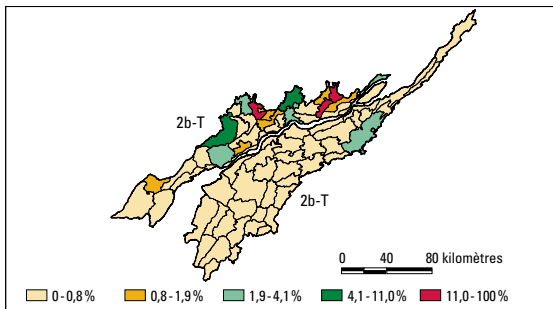 2b-T
2b-T
0 40 80 kilomètres
0 - 0,8 % 0,8 - 1,9 % 1,9 - 4,1 % 4,1 - 11,0 % 11,0 - 100 %